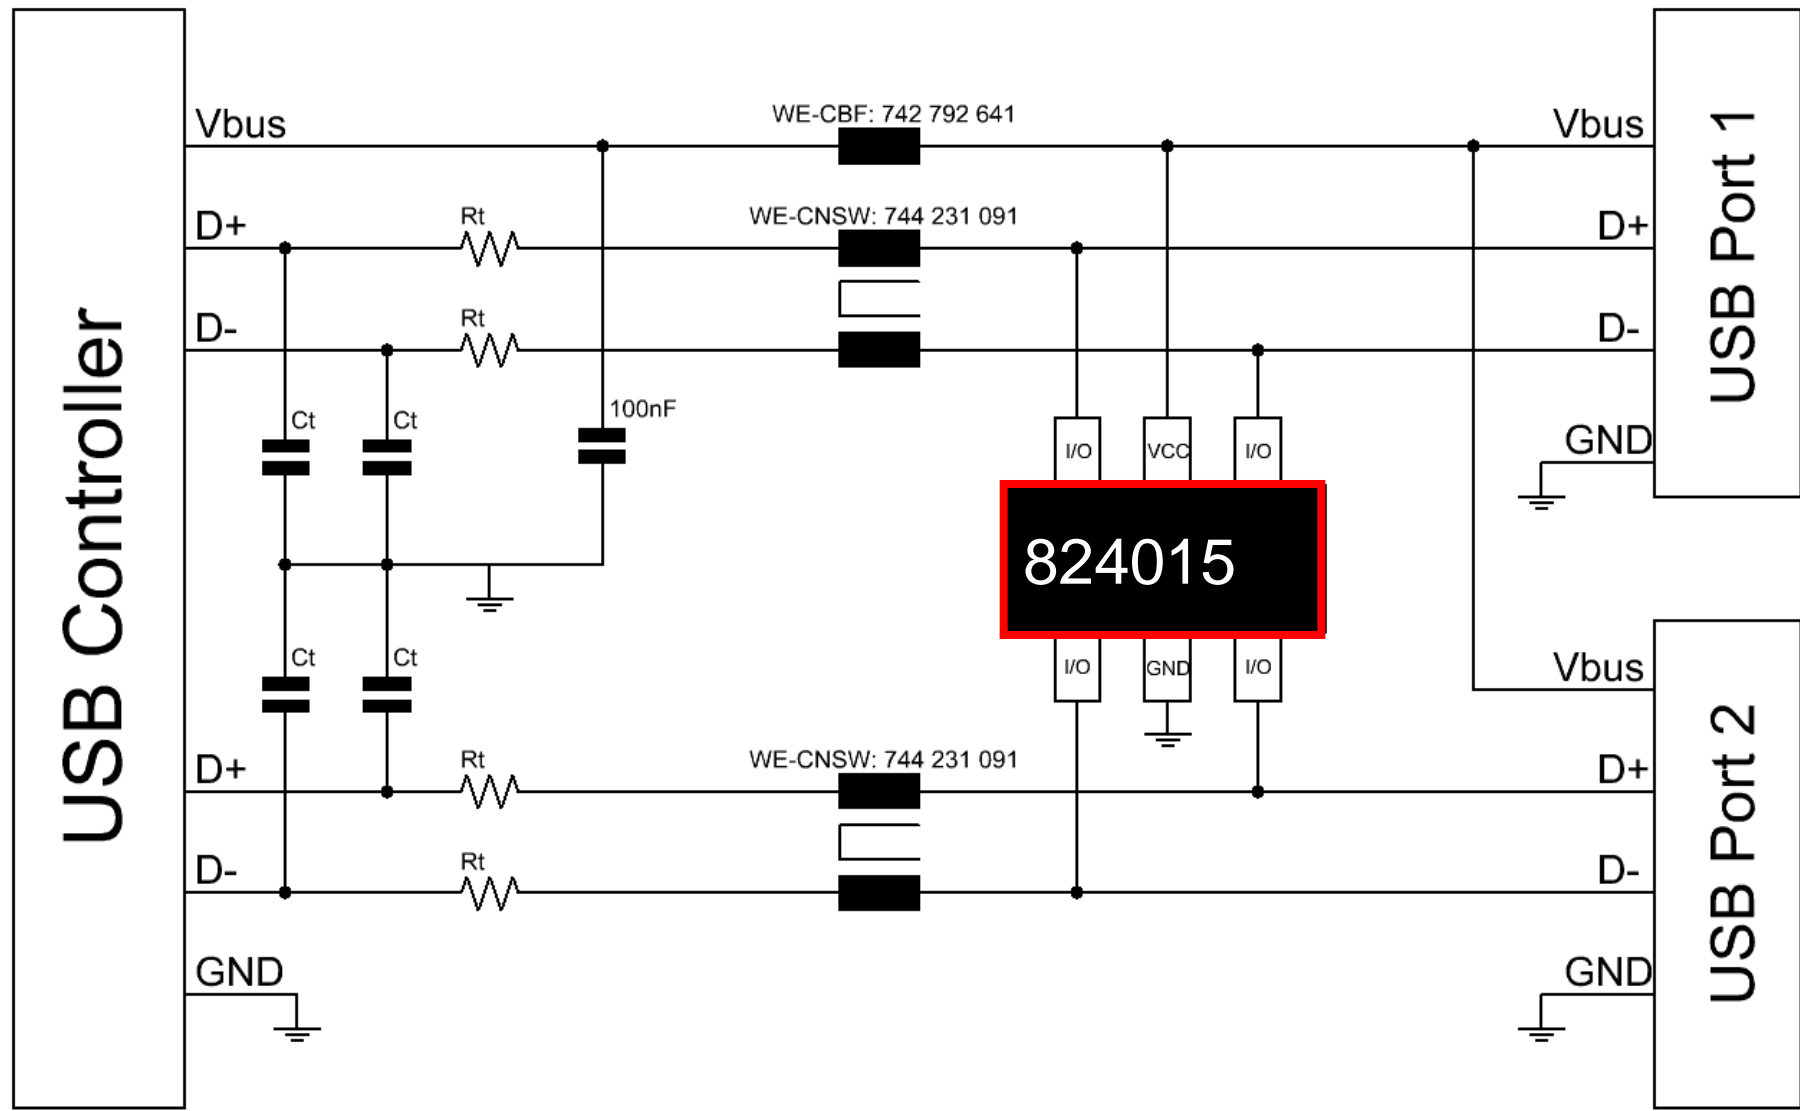 USB Controller
Vbus
D+
D-
Rt
Rt
Ct
Ct
100nF
Ct
Ct
D+
D-
Rt
Rt
GND
WE-CBF: 742 792 641
WE-CNSW: 744 231 091
I/O
VCC
I/O
824015
I/O
GND
I/O
WE-CNSW: 744 231 091
Vbus
D+
D-
GND
USB Port 1
Vbus
D+
D-
GND
USB Port 2